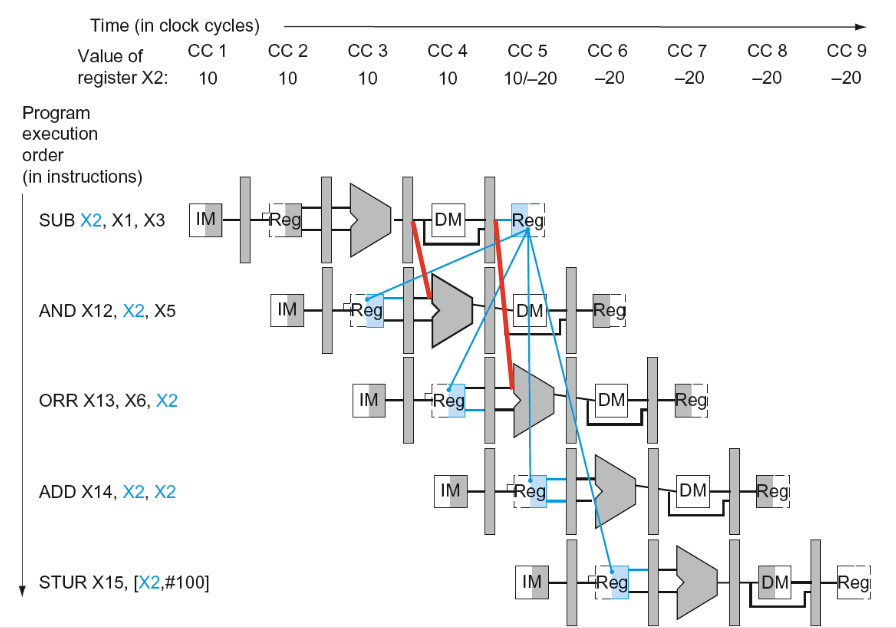 Time (in clock cycles)
Value of
register X2:
CC 1 CC 2 CC 3 CC 4 CC 5 CC 6 CC 7 CC 8 CC 9
10 10 10 10 10/–20 –20 –20 –20 –20
Program
execution
order
(in instructions)
SUB X2, X1, X3
IM Reg DM Reg
AND X12, X2, X5
IM Reg DM Reg
ORR X13, X6, X2
IM Reg DM Reg
ADD X14, X2, X2
IM Reg DM Reg
STUR X15, [X2,#100]
IM Reg DM Reg